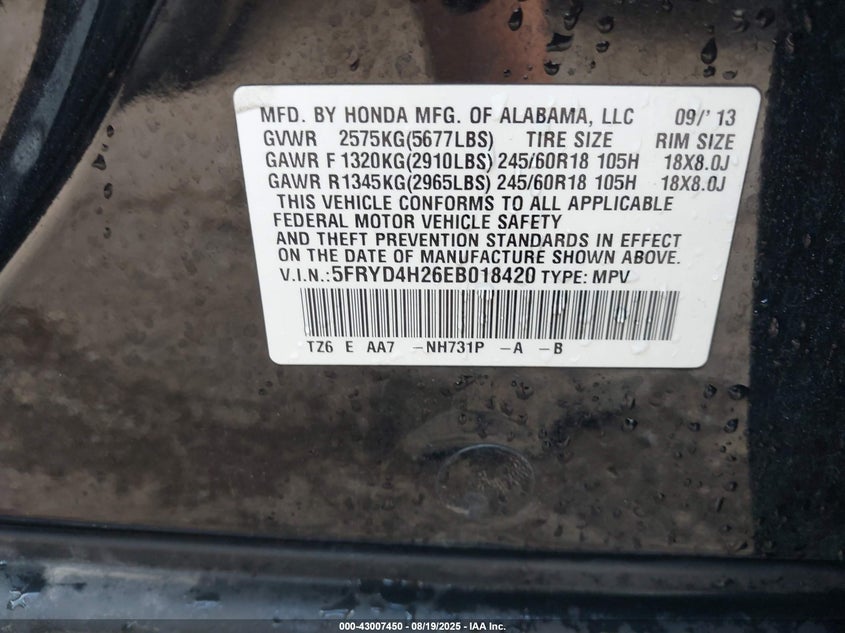 MFD. BY HONDA MFG. OF ALABAMA, LLC 09/'13
GVWR 2575KG(5677LBS) TIRE SIZE RIM SIZE
GAWR F 1320KG(2910LBS) 245/60R18 105H 18X8.0J
GAWR R1345KG(2965LBS) 245/60R18 105H 18X8.0J
THIS VEHICLE CONFORMS TO ALL APPLICABLE
FEDERAL MOTOR VEHICLE SAFETY
AND THEFT PREVENTION STANDARDS IN EFFECT
ON THE DATE OF MANUFACTURE SHOWN ABOVE.
V.I.N.: 5FRYD4H26EB018420 TYPE: MPV
TZ6 E AA7 -NH731P -A -B
000-43007450 - 08/19/2025 - IAA Inc.